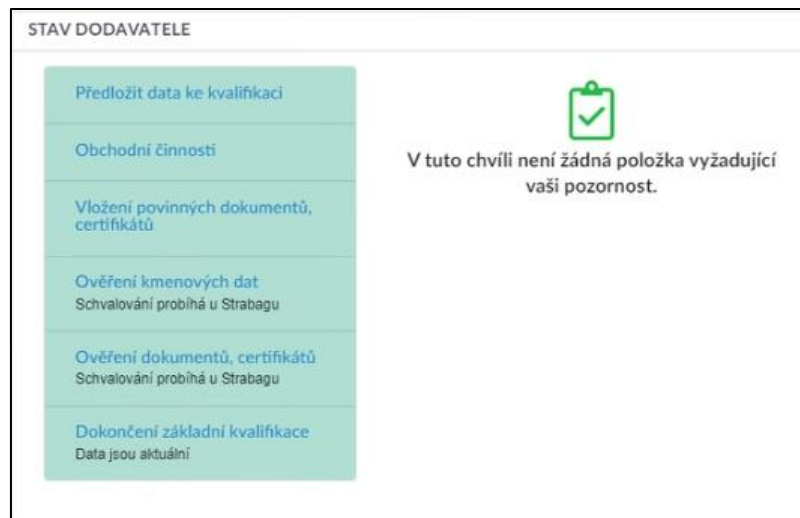 STAV DODAVATELE
Předložit data ke kvalifikaci
Obchodní činnosti
Vložení povinných dokumentů,
certifikátů
Ověření kmenových dat
Schvalování probíhá u Strabagu
Ověření dokumentů, certifikátů
Schvalování probíhá u Strabagu
Dokončení základní kvalifikace
Data jsou aktuální
V tuto chvíli není žádná položka vyžadující
vaši pozornost.